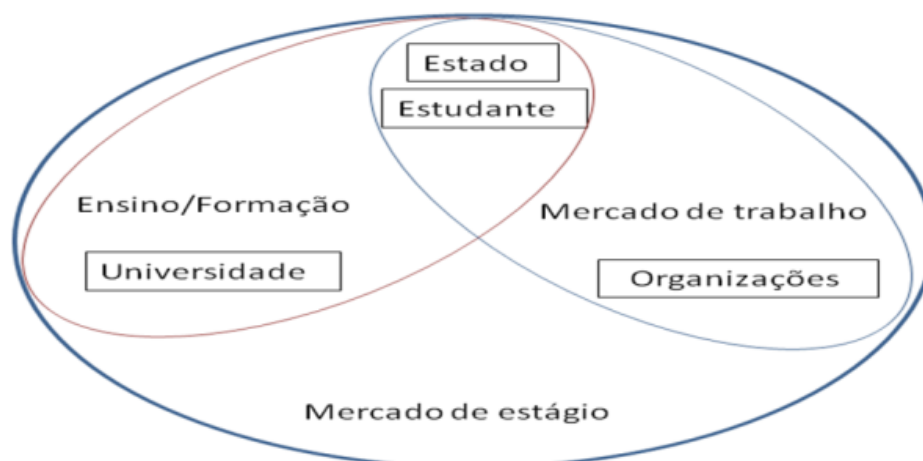 Estado
Estudante
Ensino/Formação
Mercado de trabalho
Universidade
Organizações
Mercado de estágio